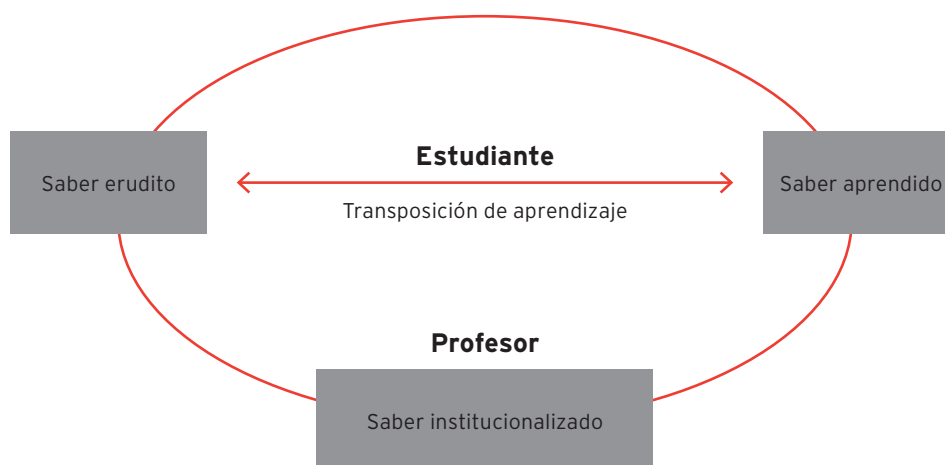 Estudiante
Saber erudito
Saber aprendido
Transposición de aprendizaje
Profesor
Saber institucionalizado